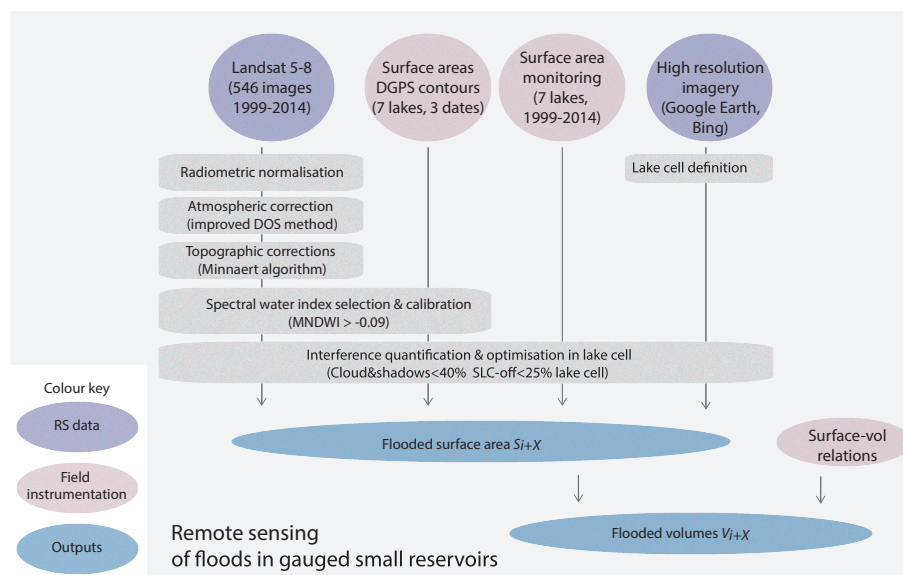 Landsat 5-8
(546 images
1999-2014)
Surface areas
DGPS contours
(7 lakes, 3 dates)
Surface area
monitoring
(7 lakes,
1999-2014)
High resolution
imagery
(Google Earth,
Bing)
Radiometric normalisation
Lake cell definition
Atmospheric correction
(improved DOS method)
Topographic corrections
(Minnaert algorithm)
Spectral water index selection & calibration
(MNDWI > -0.09)
Interference quantification & optimisation in lake cell
(Cloud&shadows<40% SLC-off<25% lake cell)
Colour key
RS data
Field
instrumentation
Outputs
Flooded surface area Si+X
Surface-vol
relations
Flooded volumes Vi+X
Remote sensing
of floods in gauged small reservoirs